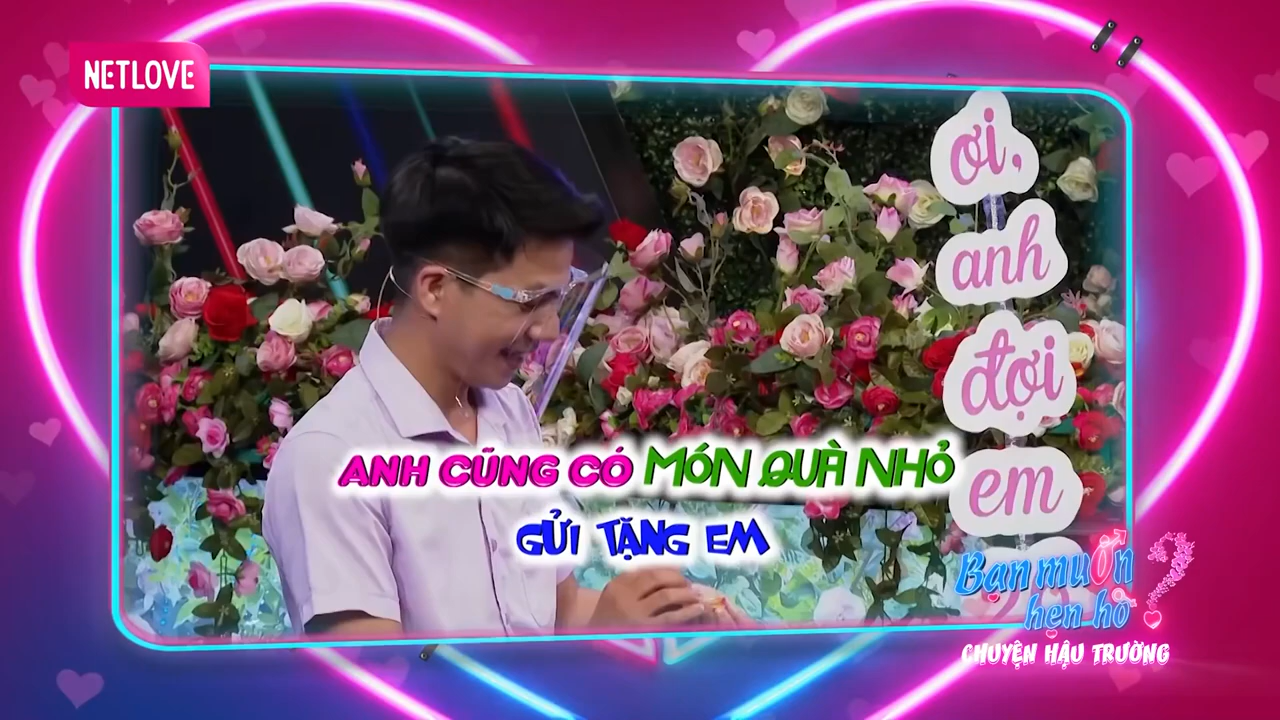 NETLOVE
ơi,
anh
đợi
em
ANH CŨNG CÓ MÓN QUÀ NHỎ
GỬI TẶNG EM
Bạn muốn
hẹn hò?
CHUYỆN HẬU TRƯỜNG